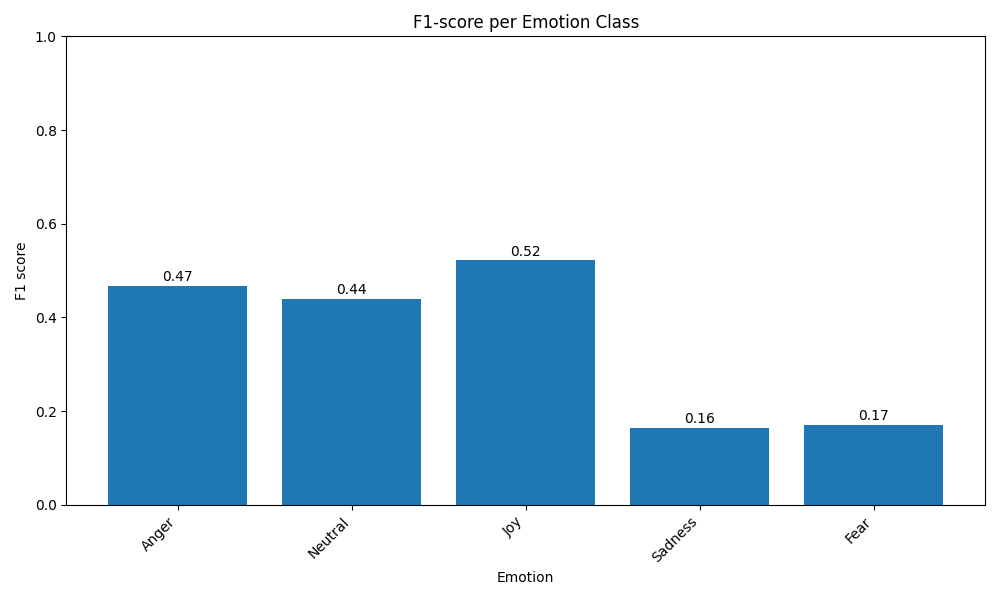 F1-score per Emotion Class
F1 score
1.0
0.8
0.6
0.4
0.2
0.0
0.47
0.44
0.52
0.16
0.17
Anger
Neutral
Joy
Sadness
Fear
Emotion